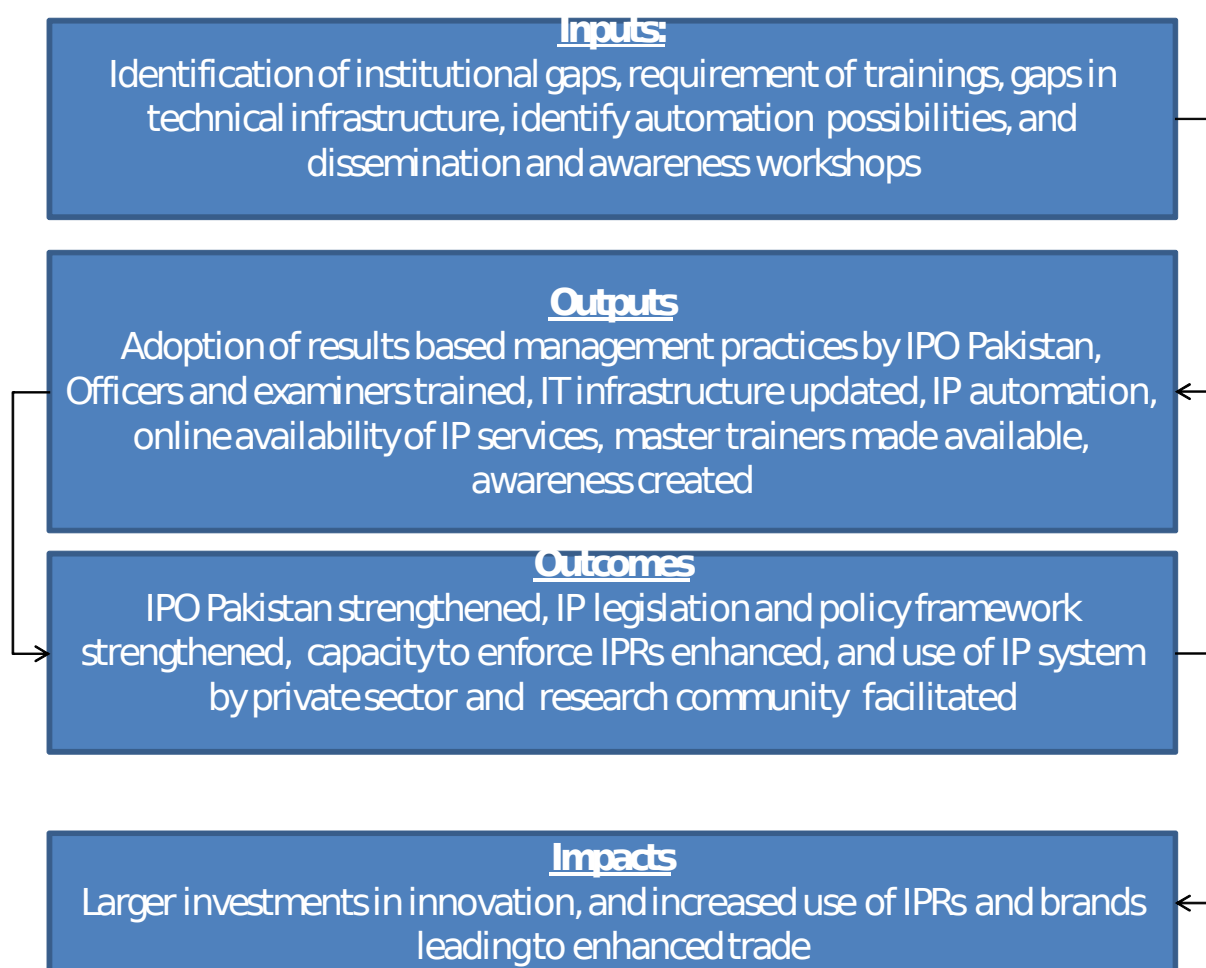 Inputs:
Identification of institutional gaps, requirement of trainings, gaps in
technical infrastructure, identify automation possibilities, and
dissemination and awareness workshops
Outputs
Adoption of results based management practices by IPO Pakistan,
Officers and examiners trained, IT infrastructure updated, IP automation,
online availability of IP services, master trainers made available,
awareness created
Outcomes
IPO Pakistan strengthened, IP legislation and policy framework
strengthened, capacity to enforce IPRs enhanced, and use of IP system
by private sector and research community facilitated
Impacts
Larger investments in innovation, and increased use of IPRs and brands
leading to enhanced trade